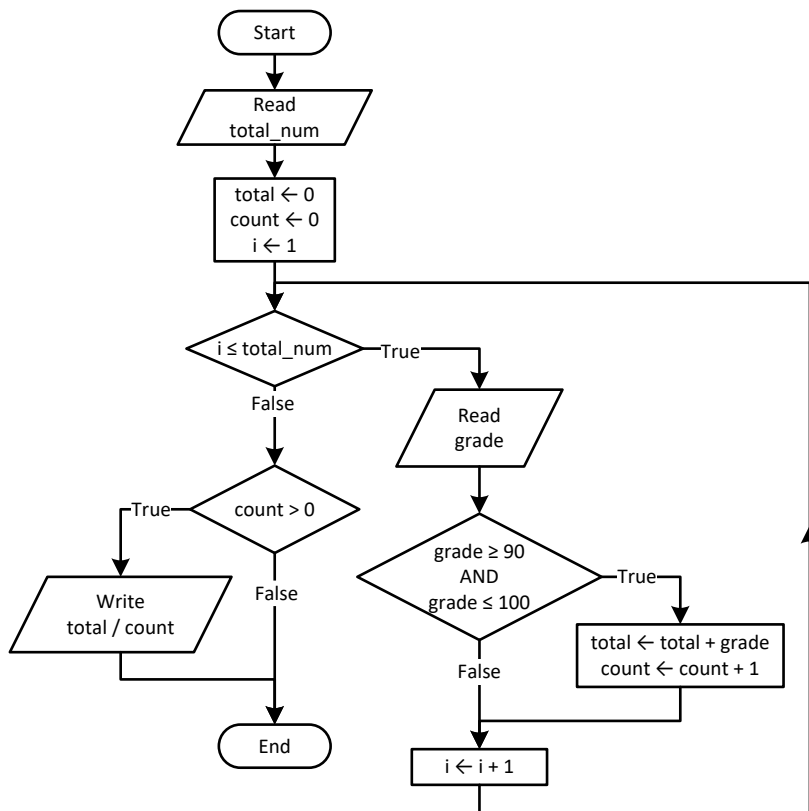 Start
Read
total_num
total ← 0
count ← 0
i ← 1
i ≤ total_num
True
False
Read
grade
count > 0
True
False
Write
total / count
grade ≥ 90
AND
grade ≤ 100
True
False
total ← total + grade
count ← count + 1
End
i ← i + 1